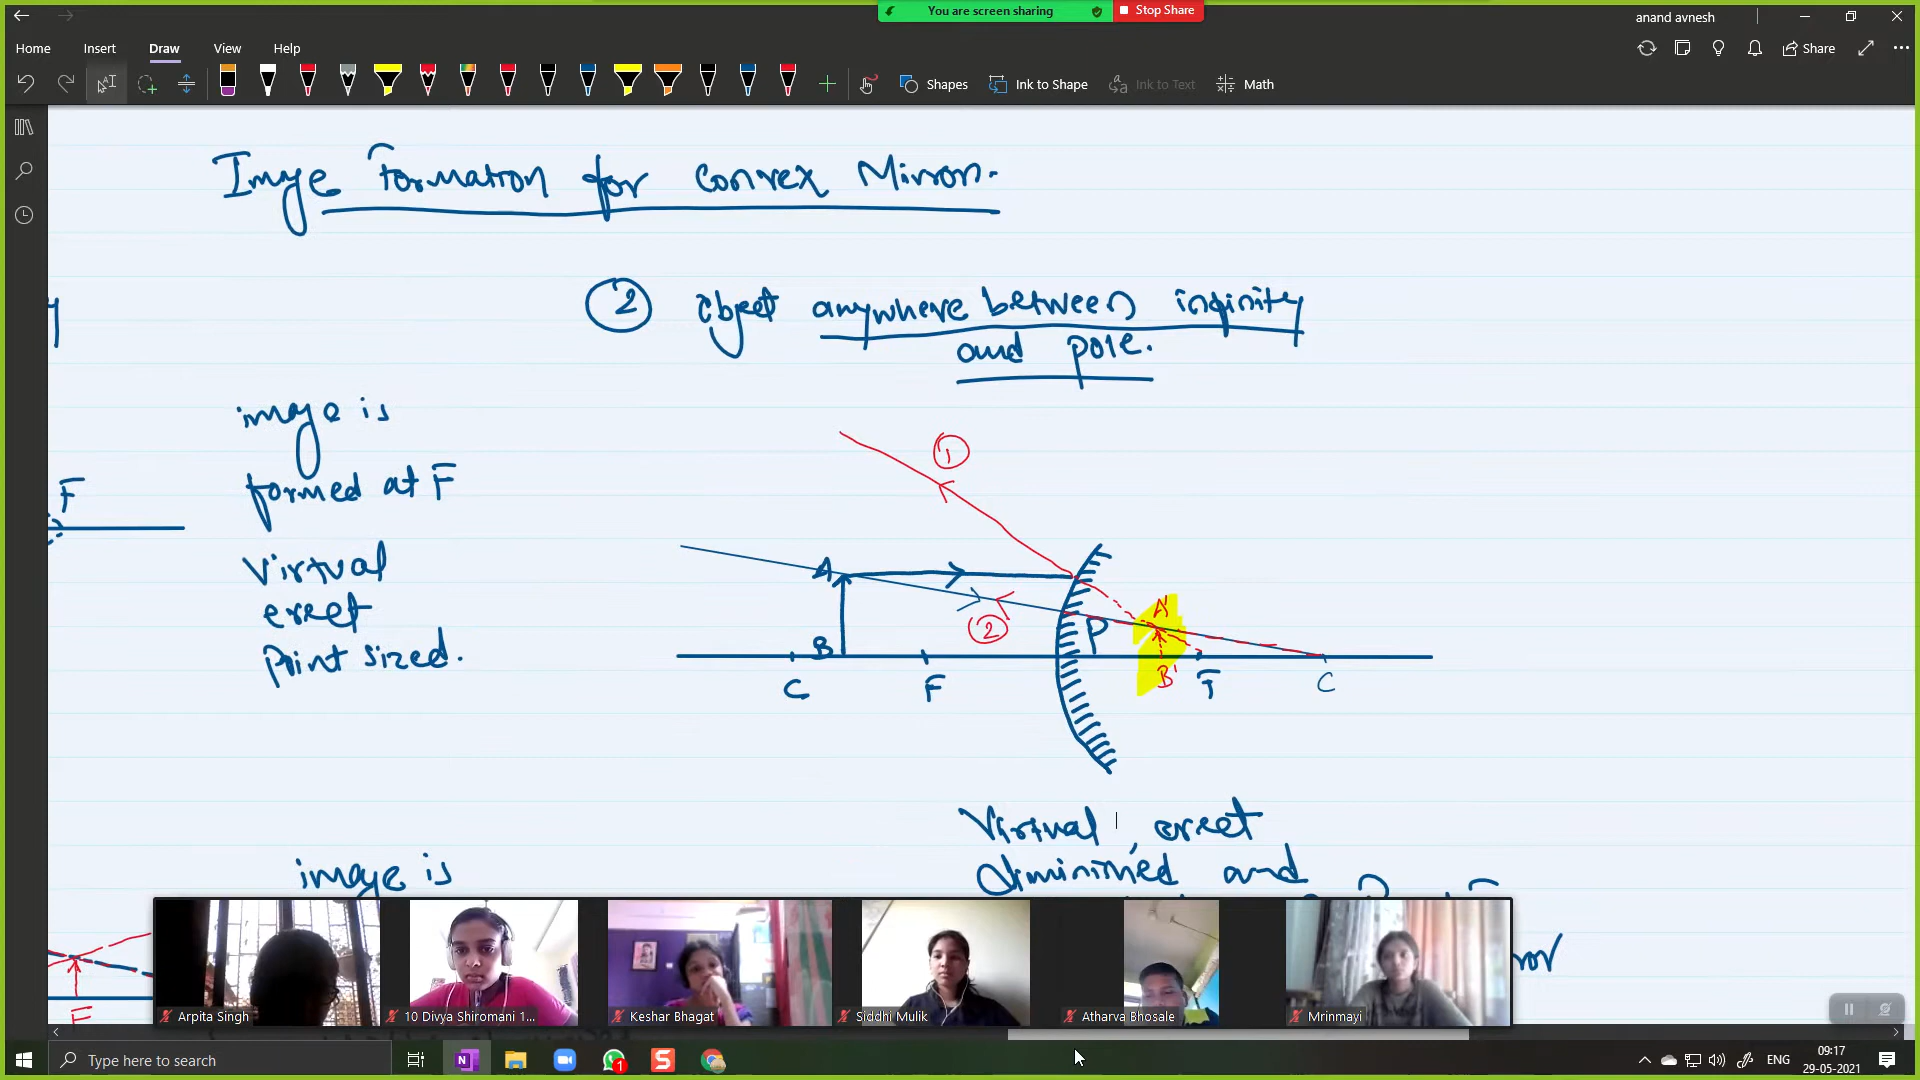 You are screen sharing
Stop Share
anand avnesh
Home Insert Draw View Help
Share
Shapes
Ink to Shape
Ink to Text
Math
Image Formation for Convex Mirror.
2 object anywhere between infinity
and pole.
image is
formed at F
Virtual
erect
Point sized.
F
1
A
A'
2
P
B
B'
C
F
F
C
Virtual, erect
diminished and
image is
F
Arpita Singh
10 Divya Shiromani 1...
Keshar Bhagat
Siddhi Mulik
Atharva Bhosale
Mrinmayi
Type here to search
N
1
S
ENG
09:17
29-05-2021